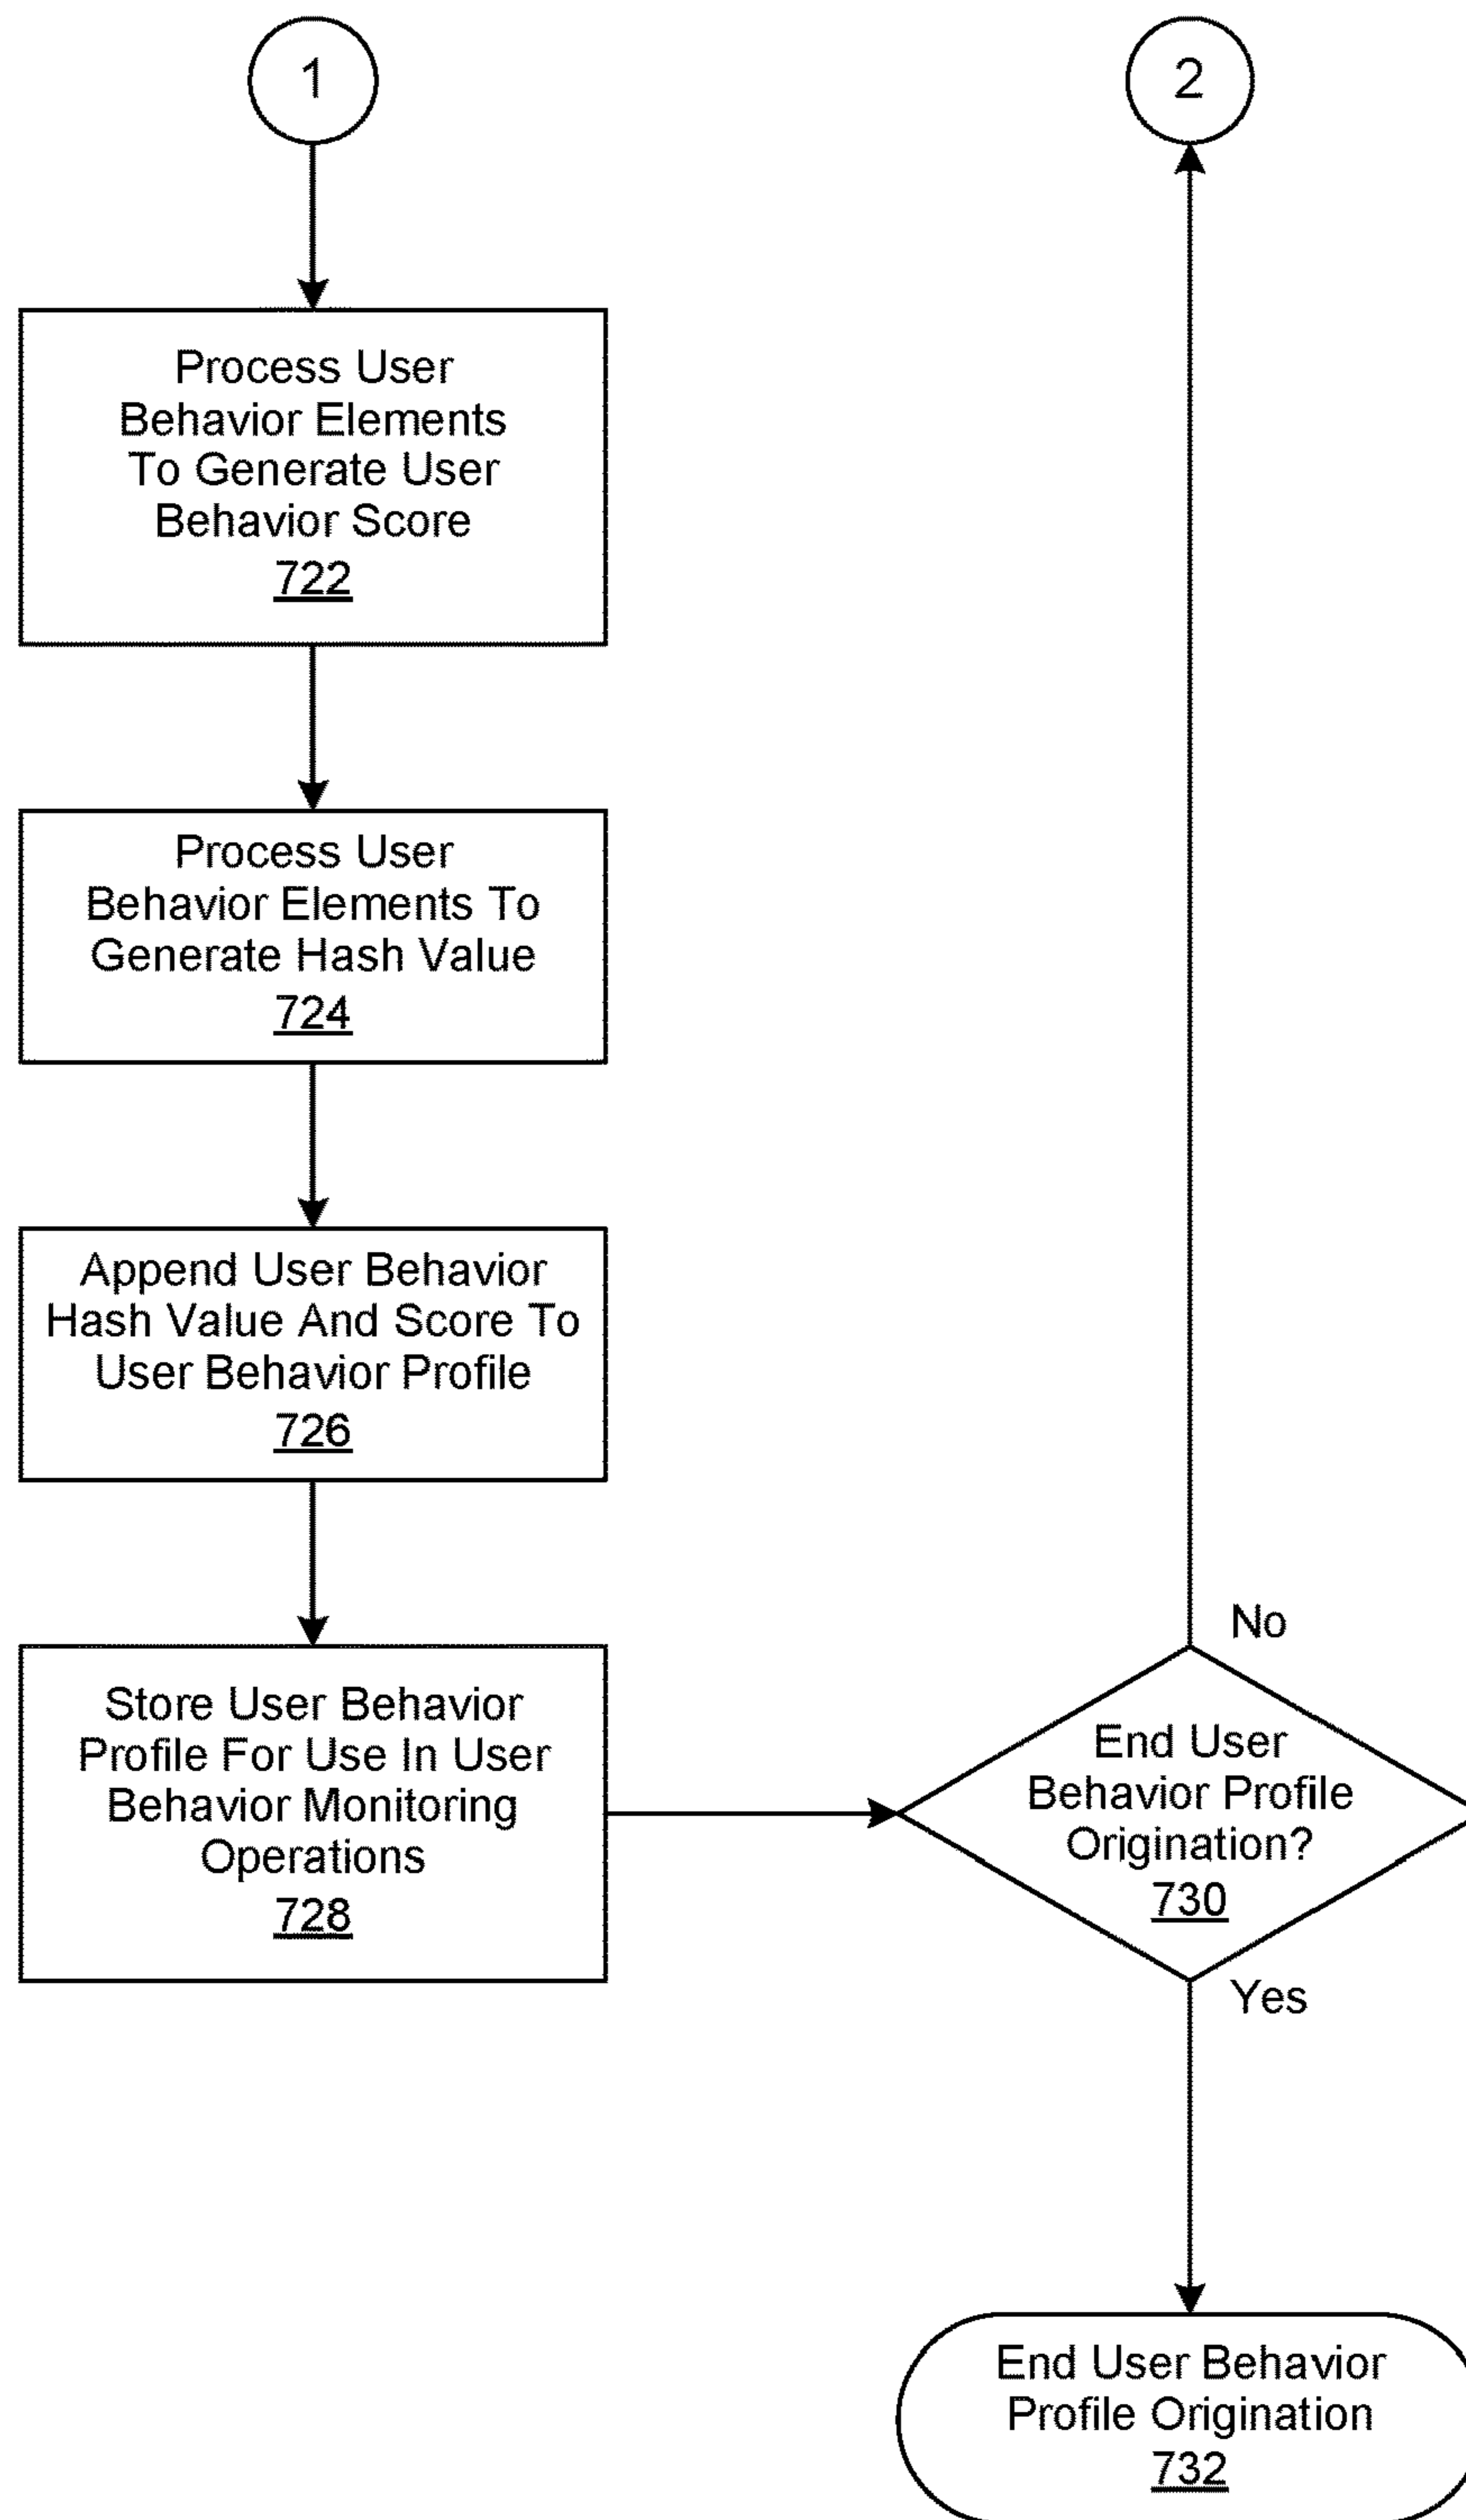 1
Process User
Behavior Elements
To Generate User
Behavior Score
722
Process User
Behavior Elements To
Generate Hash Value
724
Append User Behavior
Hash Value And Score To
User Behavior Profile
726
Store User Behavior
Profile For Use In User
Behavior Monitoring
Operations
728
2
No
End User
Behavior Profile
Origination?
730
Yes
End User Behavior
Profile Origination
732